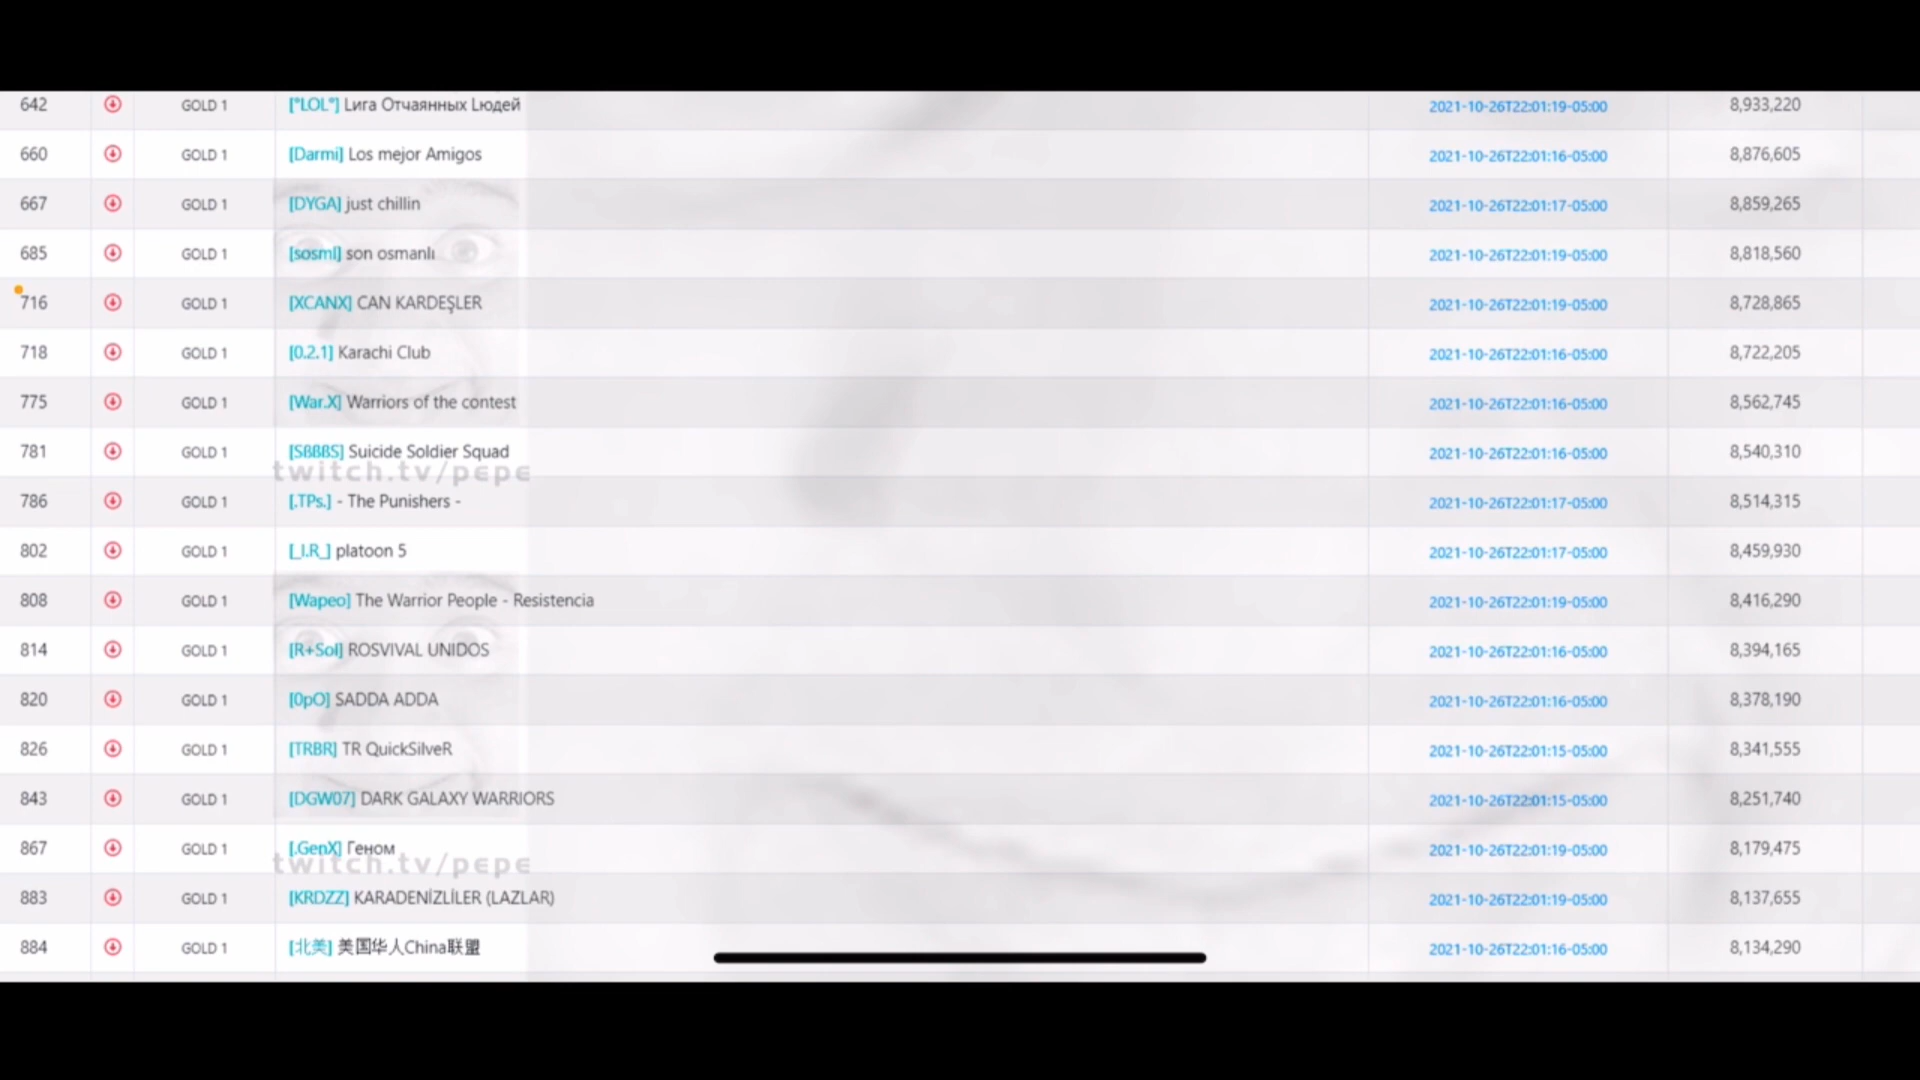 642 GOLD 1 [°LOL°] Lига Отчаянных Lюдей 2021-10-26T22:01:19-05:00 8,933,220
660 GOLD 1 [Darmi] Los mejor Amigos 2021-10-26T22:01:16-05:00 8,876,605
667 GOLD 1 [DYGA] just chillin 2021-10-26T22:01:17-05:00 8,859,265
685 GOLD 1 [sosml] son osmanlı 2021-10-26T22:01:19-05:00 8,818,560
716 GOLD 1 [XCANX] CAN KARDEŞLER 2021-10-26T22:01:19-05:00 8,728,865
718 GOLD 1 [0.2.1] Karachi Club 2021-10-26T22:01:16-05:00 8,722,205
775 GOLD 1 [War.X] Warriors of the contest 2021-10-26T22:01:16-05:00 8,562,745
781 GOLD 1 Suicide Soldier Squad 2021-10-26T22:01:16-05:00 8,540,310
twitch.tv/pepe
786 GOLD 1 [.TPs.] - The Punishers - 2021-10-26T22:01:17-05:00 8,514,315
802 GOLD 1 [_I.R_] platoon 5 2021-10-26T22:01:17-05:00 8,459,930
808 GOLD 1 [Wapeo] The Warrior People - Resistencia 2021-10-26T22:01:19-05:00 8,416,290
814 GOLD 1 [R+Sol] ROSVIVAL UNIDOS 2021-10-26T22:01:16-05:00 8,394,165
820 GOLD 1 [0pO] SADDA ADDA 2021-10-26T22:01:16-05:00 8,378,190
826 GOLD 1 [TRBR] TR QuickSilveR 2021-10-26T22:01:15-05:00 8,341,555
843 GOLD 1 [DGW07] DARK GALAXY WARRIORS 2021-10-26T22:01:15-05:00 8,251,740
867 GOLD 1 [.GenX] Геном 2021-10-26T22:01:19-05:00 8,179,475
twitch.tv/pepe
883 GOLD 1 [KRDZZ] KARADENİZLİLER (LAZLAR) 2021-10-26T22:01:19-05:00 8,137,655
884 GOLD 1 [北美] 美国华人China联盟 2021-10-26T22:01:16-05:00 8,134,290